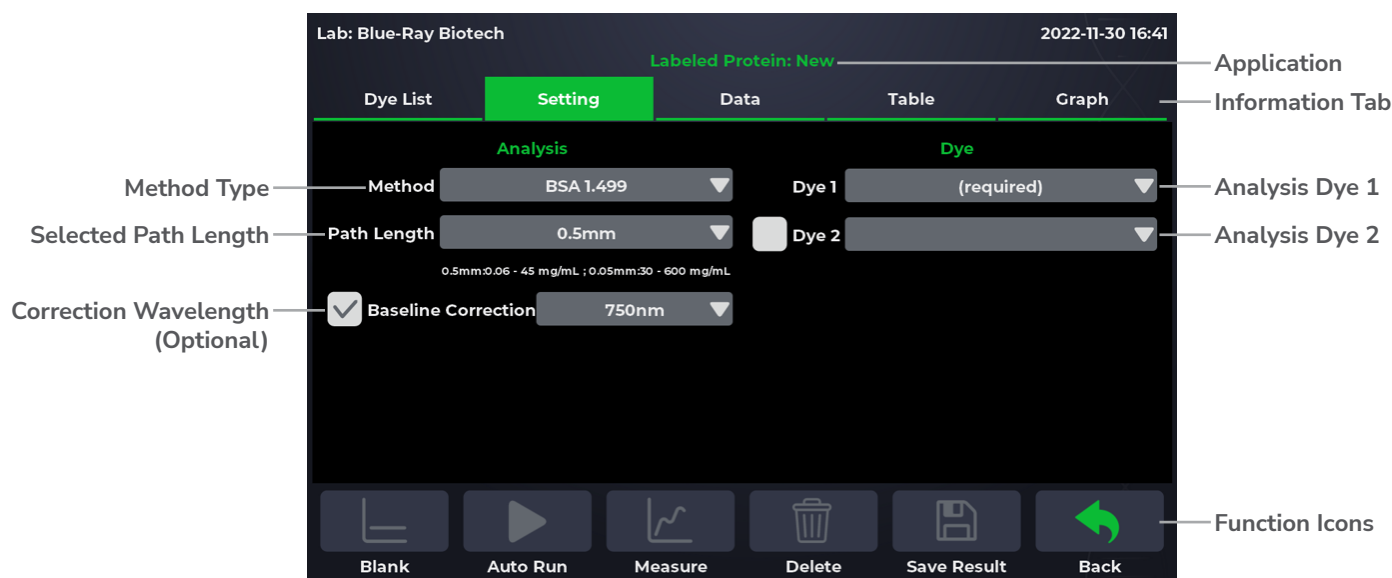 Lab: Blue-Ray Biotech
2022-11-30 16:41
Labeled Protein: New
Application
Dye List
Setting
Data
Table
Graph
Information Tab
Analysis
Dye
Method Type
Method
BSA 1.499
Dye 1
(required)
Analysis Dye 1
Selected Path Length
Path Length
0.5mm
Dye 2
Analysis Dye 2
0.5mm:0.06 - 45 mg/mL ; 0.05mm:30 - 600 mg/mL
Correction Wavelength
(Optional)
Baseline Correction
750nm
Function Icons
Blank
Auto Run
Measure
Delete
Save Result
Back